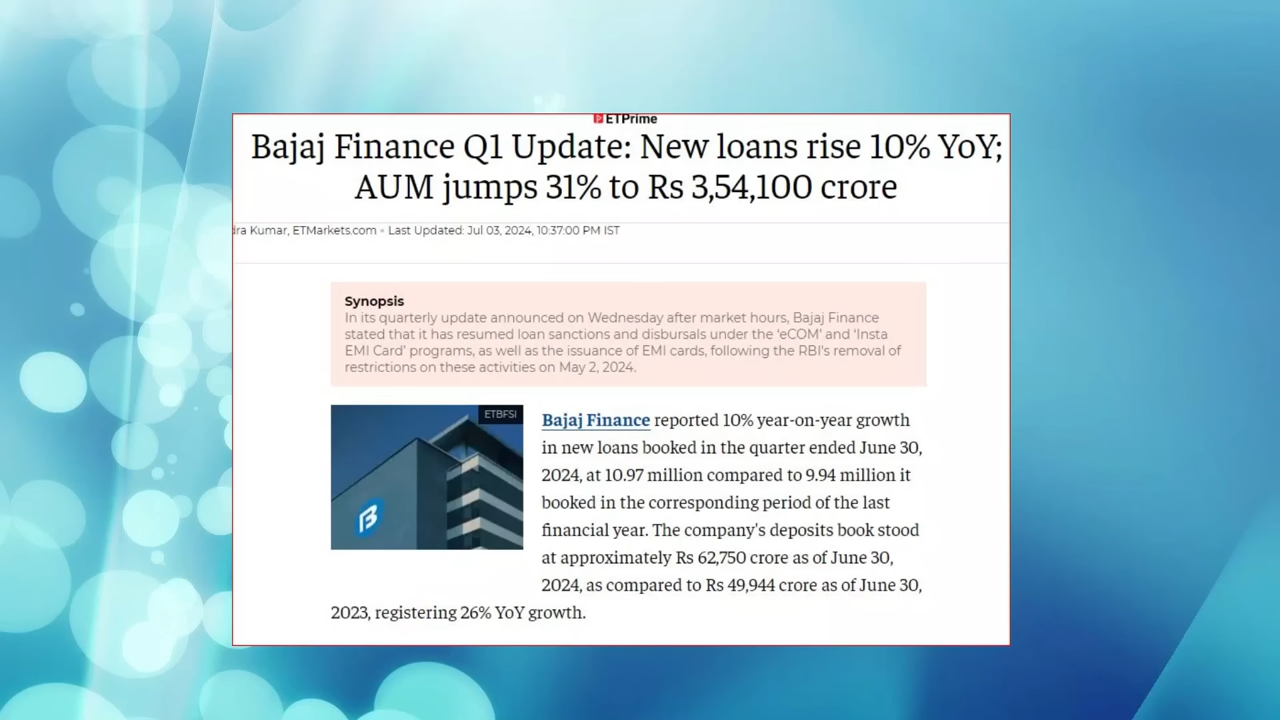 ETPrime
Bajaj Finance Q1 Update: New loans rise 10% YoY;
AUM jumps 31% to Rs 3,54,100 crore
dra Kumar, ETMarkets.com • Last Updated: Jul 03, 2024, 10:37:00 PM IST
Synopsis
In its quarterly update announced on Wednesday after market hours, Bajaj Finance
stated that it has resumed loan sanctions and disbursals under the ‘eCOM’ and ‘Insta
EMI Card’ programs, as well as the issuance of EMI cards, following the RBI's removal of
restrictions on these activities on May 2, 2024.
ETBFSI
Bajaj Finance reported 10% year-on-year growth
in new loans booked in the quarter ended June 30,
2024, at 10.97 million compared to 9.94 million it
booked in the corresponding period of the last
financial year. The company's deposits book stood
at approximately Rs 62,750 crore as of June 30,
2024, as compared to Rs 49,944 crore as of June 30,
2023, registering 26% YoY growth.